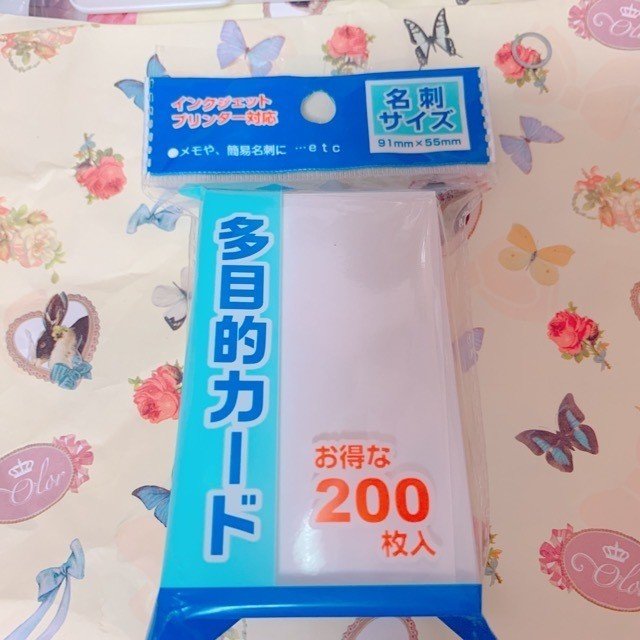 インクジェット
プリンター対応
●メモや、簡易名刺に …etc
名刺
サイズ
91mm×55mm
多目的カード
お得な
200
枚入
Olor
Olor